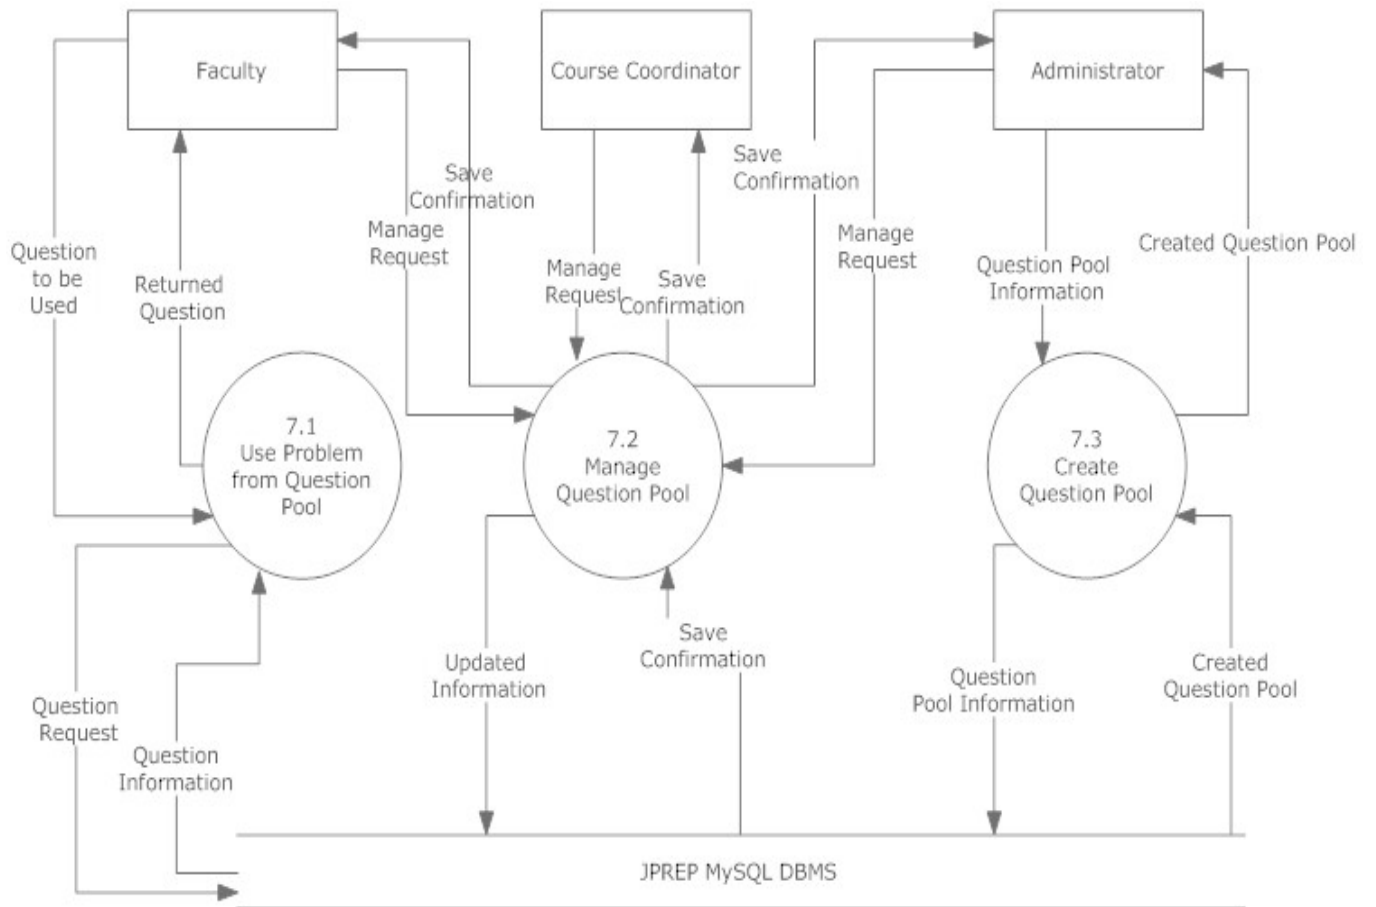 Faculty
Course Coordinator
Administrator
Save
Confirmation
Save
Confirmation
Manage
Request
Manage
Request
Question
to be
Used
Returned
Question
Manage
Request
Save
Confirmation
Question Pool
Information
Created Question Pool
7.1
Use Problem
from Question
Pool
7.2
Manage
Question Pool
7.3
Create
Question Pool
Updated
Information
Save
Confirmation
Question
Pool Information
Created
Question Pool
Question
Request
Question
Information
JPREP MySQL DBMS